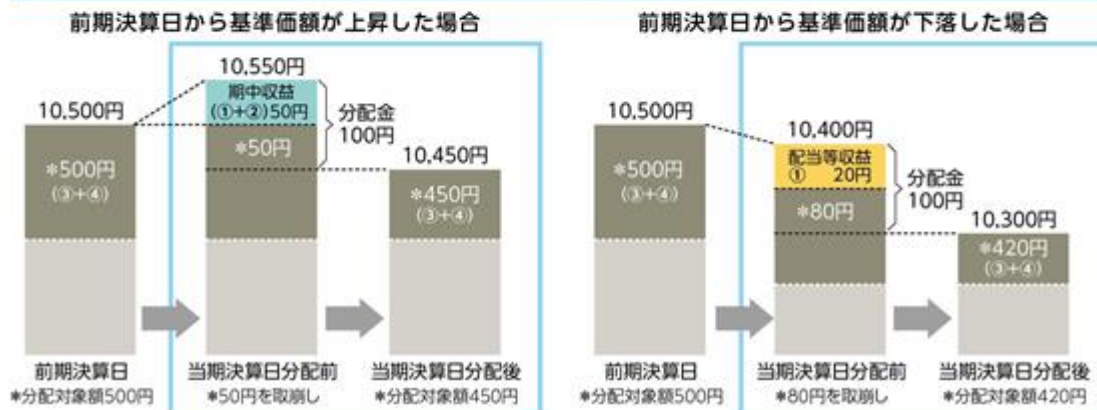 前期決算日から基準価額が上昇した場合
10,550円
期中収益
(①+②)50円
10,500円
分配金
100円
*50円
10,450円
*500円
(③+④)
*450円
(③+④)
前期決算日
*分配対象額500円
当期決算日分配前
*50円を取崩し
当期決算日分配後
*分配対象額450円
前期決算日から基準価額が下落した場合
10,500円
10,400円
配当等収益
① 20円
分配金
100円
*500円
(③+④)
*80円
10,300円
*420円
(③+④)
前期決算日
*分配対象額500円
当期決算日分配前
*80円を取崩し
当期決算日分配後
*分配対象額420円